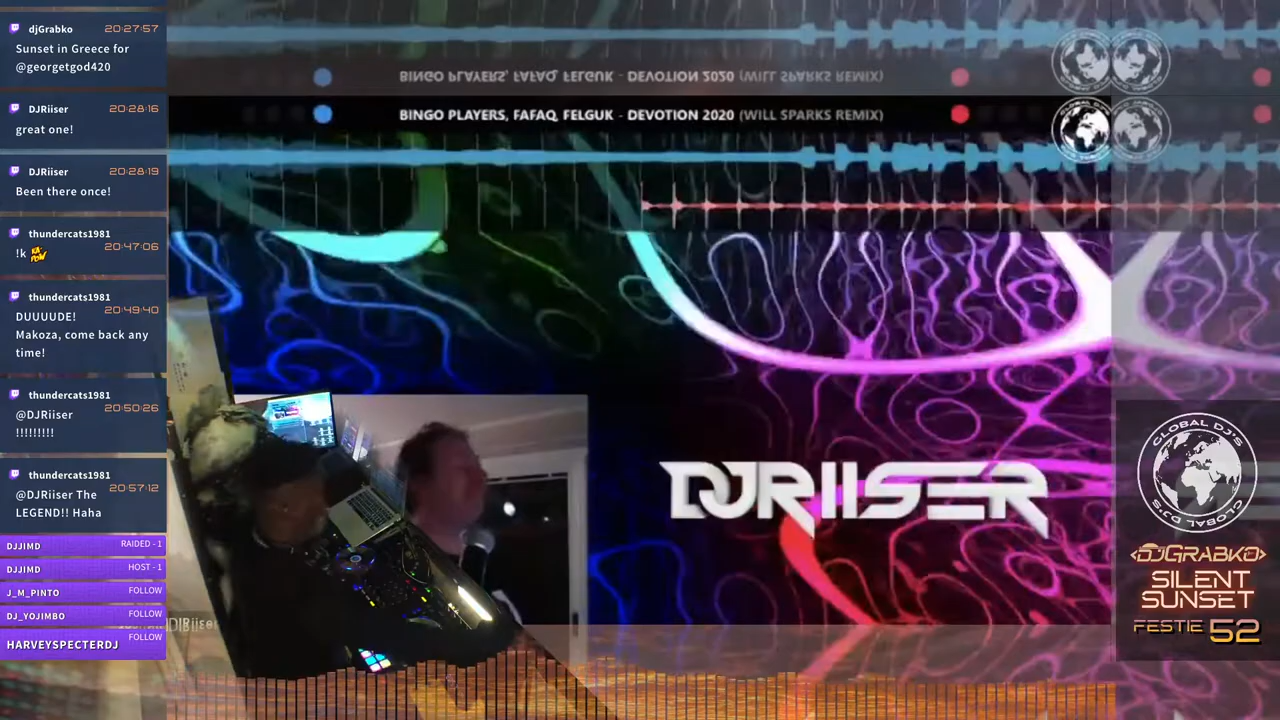 djGrabko
20:27:57
Sunset in Greece for
@georgetgod420
DJRiiser
20:28:16
great one!
DJRiiser
20:28:19
Been there once!
thundercats1981
20:47:06
!k
KA
POW
thundercats1981
20:49:40
DUUUUDE!
Makoza, come back any
time!
thundercats1981
20:50:26
@DJRiiser
!!!!!!!!!
thundercats1981
20:57:12
@DJRiiser The
LEGEND!! Haha
DJJIMD
RAIDED - 1
DJJIMD
HOST - 1
J_M_PINTO
FOLLOW
DJ_YOJIMBO
FOLLOW
HARVEYSPECTERDJ
FOLLOW
BINGO PLAYERS, FAFAQ, FELGUK - DEVOTION 2020 (WILL SPARKS REMIX)
BINGO PLAYERS, FAFAQ, FELGUK - DEVOTION 2020 (WILL SPARKS REMIX)
DJRIISER
GLOBAL DJ'S
GLOBAL DJ'S
DJGRABKO
SILENT
SUNSET
FESTIE 52